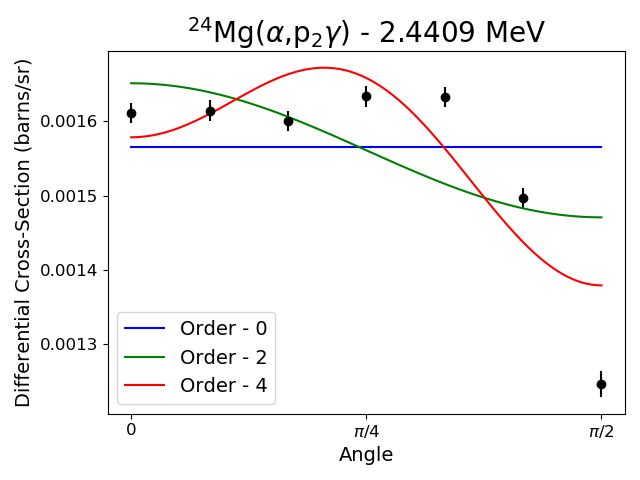 ²⁴Mg(α,p₂γ) - 2.4409 MeV
Differential Cross-Section (barns/sr)
0.0016
0.0015
0.0014
0.0013
Order - 0
Order - 2
Order - 4
0
π/4
π/2
Angle